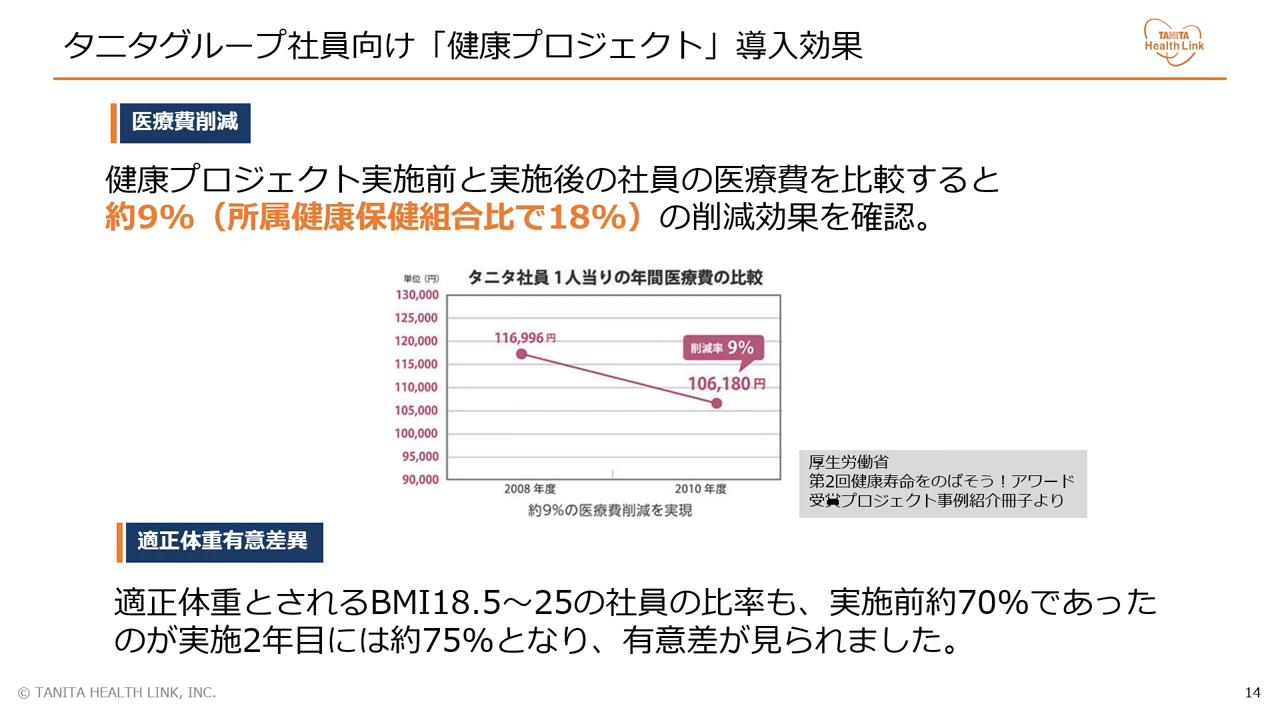 タニタグループ社員向け「健康プロジェクト」導入効果
TANITA
Health Link
医療費削減
健康プロジェクト実施前と実施後の社員の医療費を比較すると
約9%（所属健康保健組合比で18%）の削減効果を確認。
単位（円）
タニタ社員1人当りの年間医療費の比較
130,000
125,000
120,000
115,000
110,000
105,000
100,000
95,000
90,000
116,996円
削減率 9%
106,180円
2008年度
2010年度
約9%の医療費削減を実現
厚生労働省
第2回健康寿命をのばそう！アワード
受賞プロジェクト事例紹介冊子より
適正体重有意差異
適正体重とされるBMI18.5～25の社員の比率も、実施前約70%であった
のが実施2年目には約75%となり、有意差が見られました。
© TANITA HEALTH LINK, INC.
14